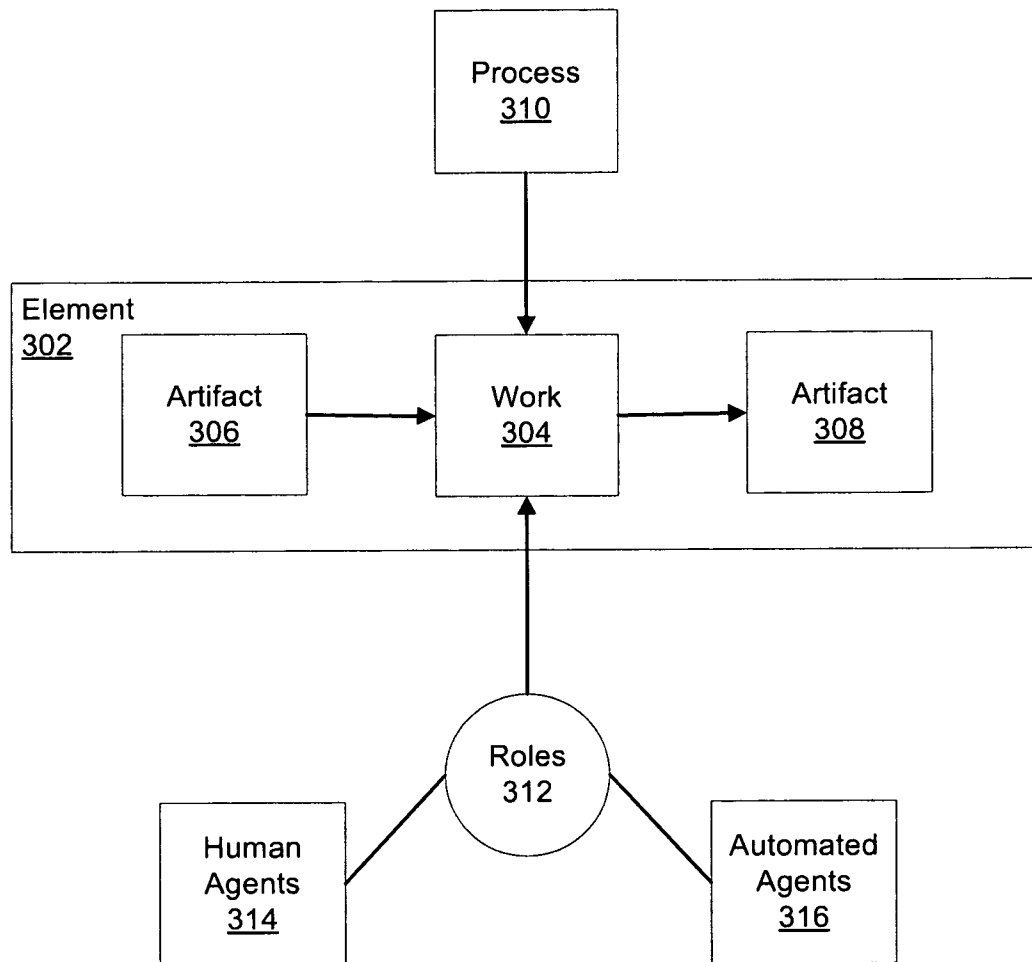 Process
310
Element
302
Artifact
306
Work
304
Artifact
308
Roles
312
Human
Agents
314
Automated
Agents
316